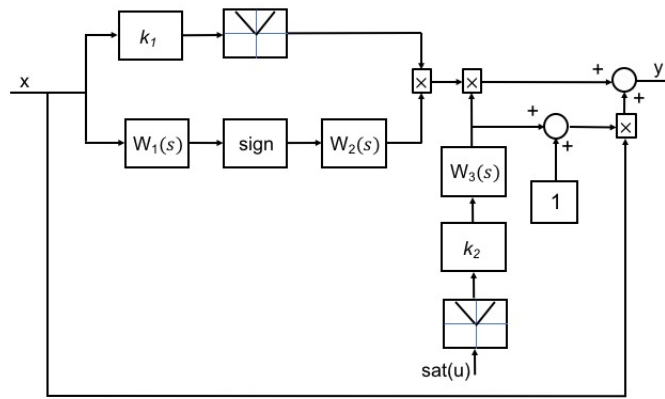 k₁
x
+
y
×
×
+
+
W₁(s)
sign
W₂(s)
+
×
W₃(s)
+
1
k₂
sat(u)